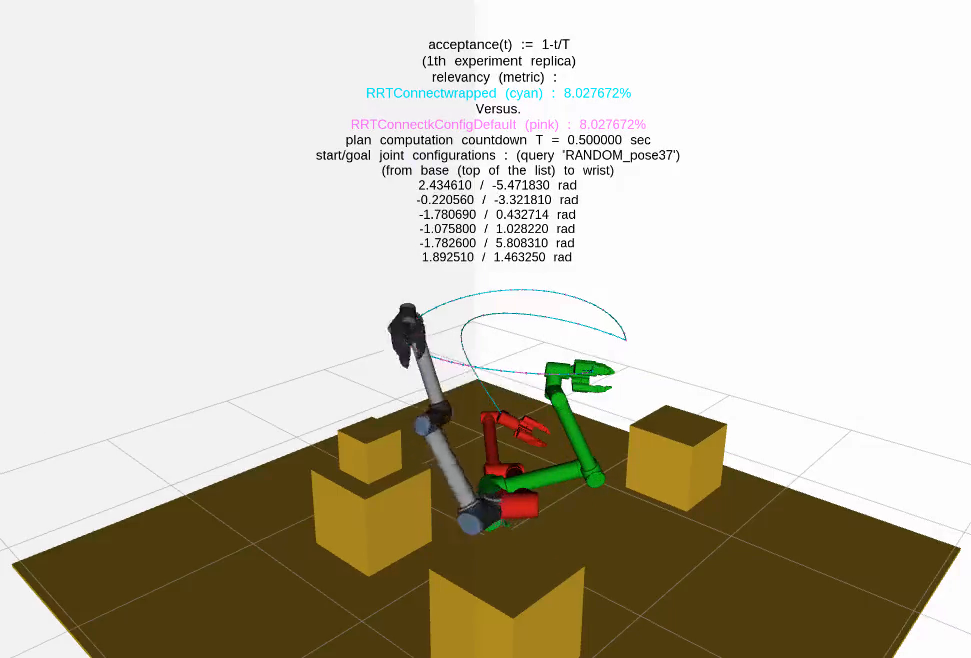 acceptance(t) := 1-t/T
(1th experiment replica)
relevancy (metric) :
RRTConnectwrapped (cyan) : 8.027672%
Versus.
RRTConnectkConfigDefault (pink) : 8.027672%
plan computation countdown T = 0.500000 sec
start/goal joint configurations : (query 'RANDOM_pose37')
(from base (top of the list) to wrist)
2.434610 / -5.471830 rad
-0.220560 / -3.321810 rad
-1.780690 / 0.432714 rad
-1.075800 / 1.028220 rad
-1.782600 / 5.808310 rad
1.892510 / 1.463250 rad